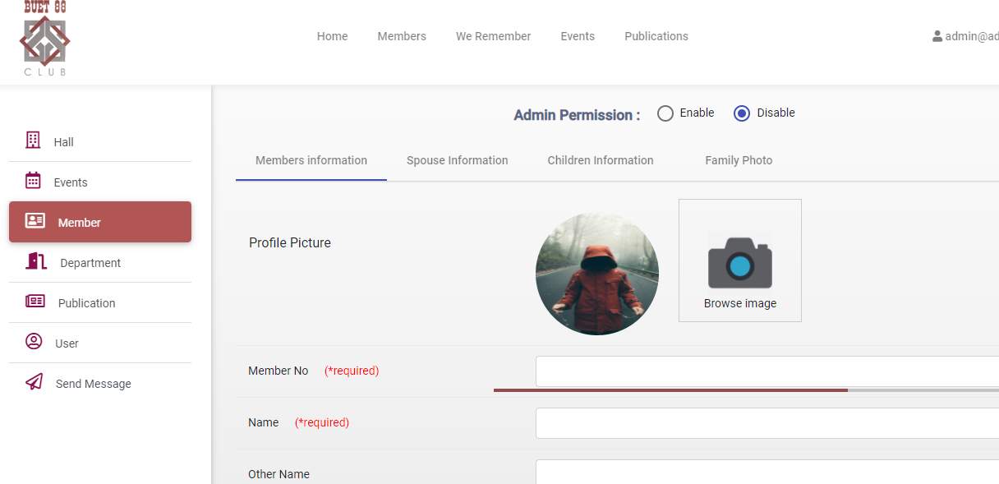 BUET 88
CLUB
Home Members We Remember Events Publications admin@ad
Hall
Events
Member
Department
Publication
User
Send Message
Admin Permission : Enable Disable
Members information Spouse Information Children Information Family Photo
Profile Picture
Browse image
Member No (*required)
Name (*required)
Other Name